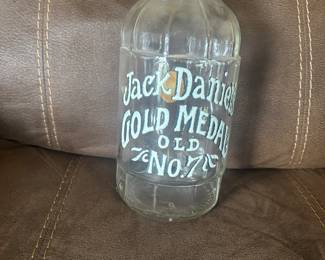 Jack Daniel
GOLD MEDAL
OLD
No. 7